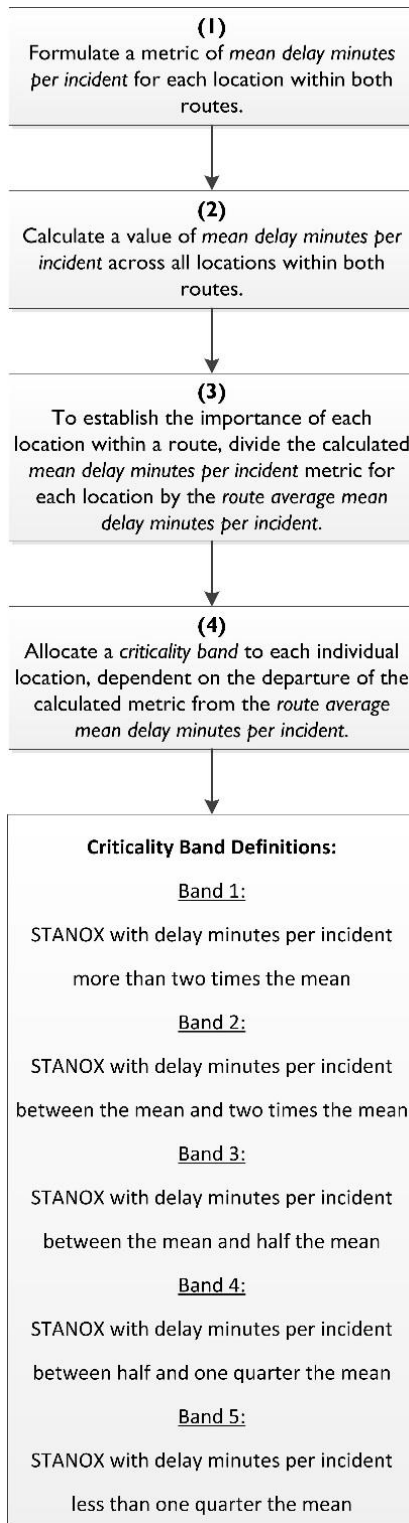 (1)
Formulate a metric of mean delay minutes
per incident for each location within both
routes.
(2)
Calculate a value of mean delay minutes per
incident across all locations within both
routes.
(3)
To establish the importance of each
location within a route, divide the calculated
mean delay minutes per incident metric for
each location by the route average mean
delay minutes per incident.
(4)
Allocate a criticality band to each individual
location, dependent on the departure of the
calculated metric from the route average
mean delay minutes per incident.
Criticality Band Definitions:
Band 1:
STANOX with delay minutes per incident
more than two times the mean
Band 2:
STANOX with delay minutes per incident
between the mean and two times the mean
Band 3:
STANOX with delay minutes per incident
between the mean and half the mean
Band 4:
STANOX with delay minutes per incident
between half and one quarter the mean
Band 5:
STANOX with delay minutes per incident
less than one quarter the mean